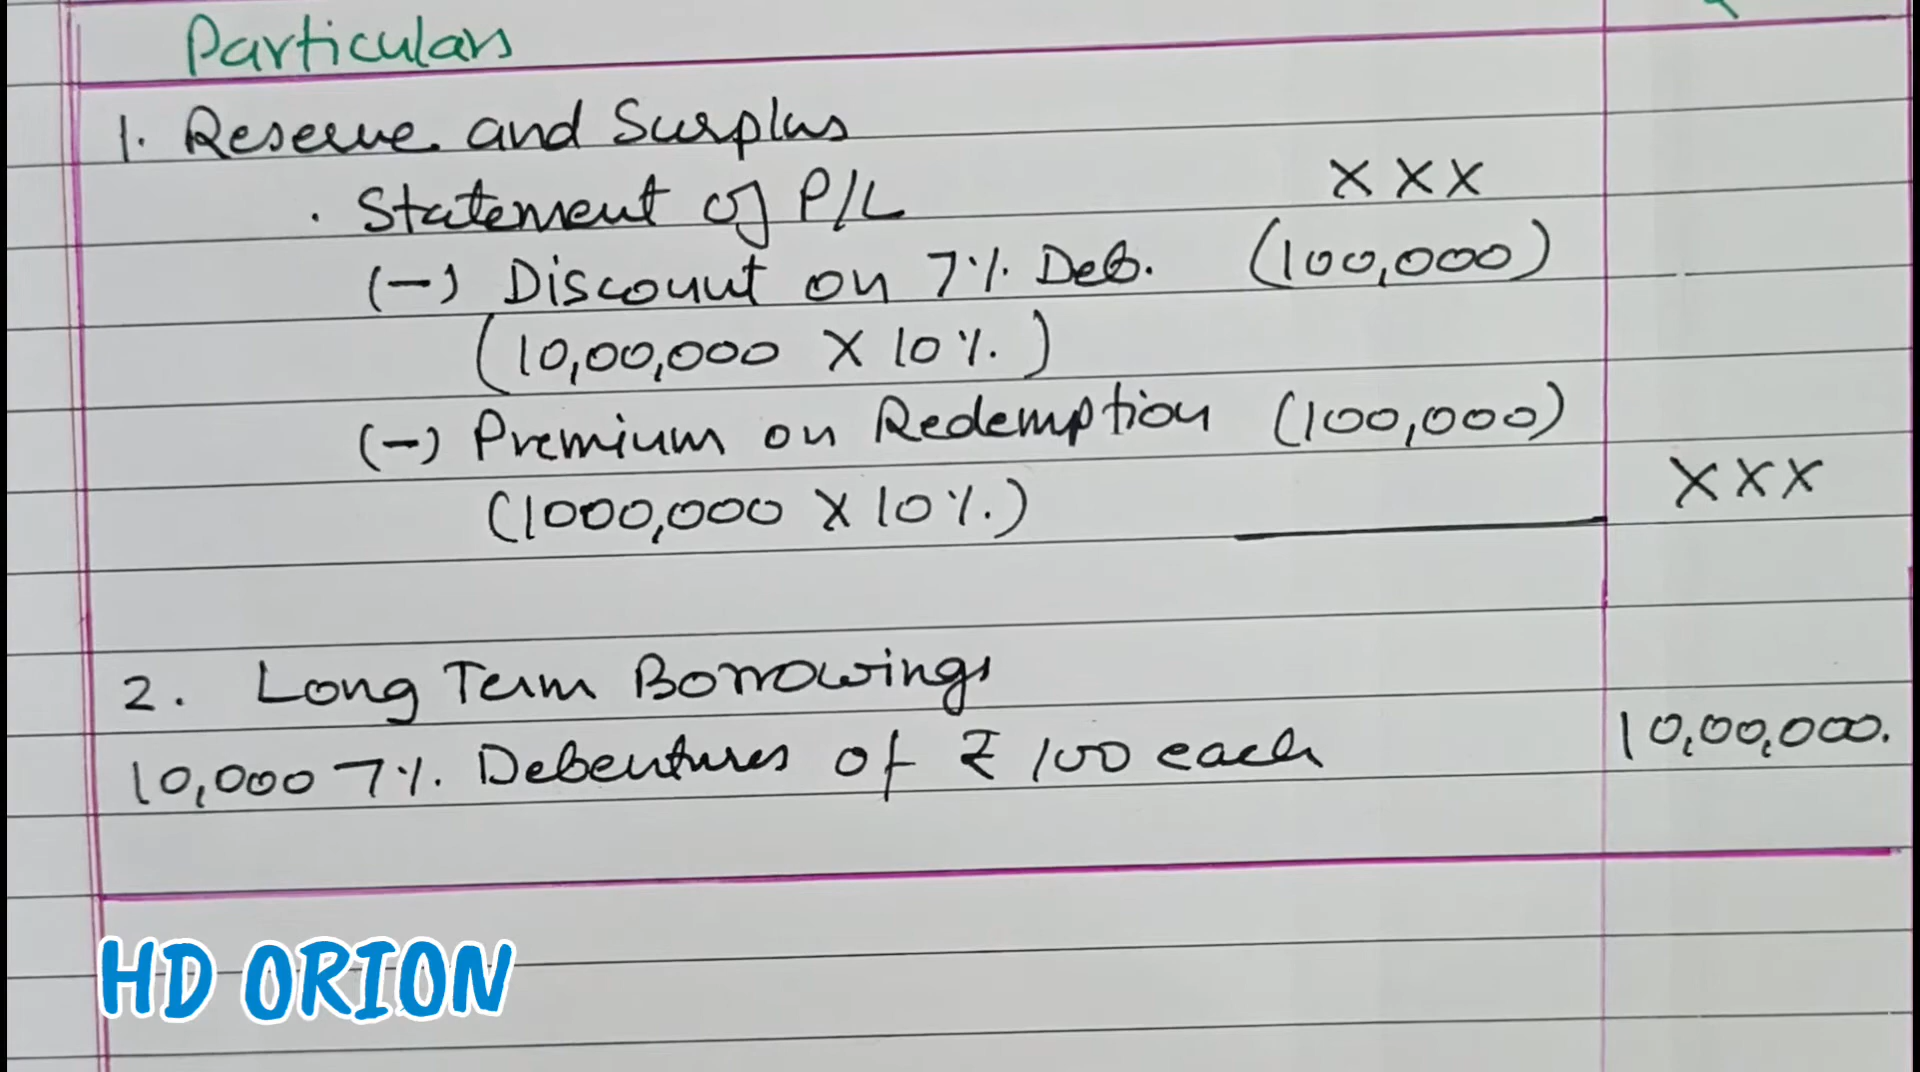 Particulars
1. Reserve and Surplus
. Statement of P/L XXX
(-) Discount on 7% Deb. (100,000)
(10,00,000 X 10%.)
(-) Premium on Redemption (100,000)
(1000,000 X 10%.) XXX
2. Long Term Borrowings
10,000 7%. Debentures of ₹ 100 each 10,00,000.
HD ORION